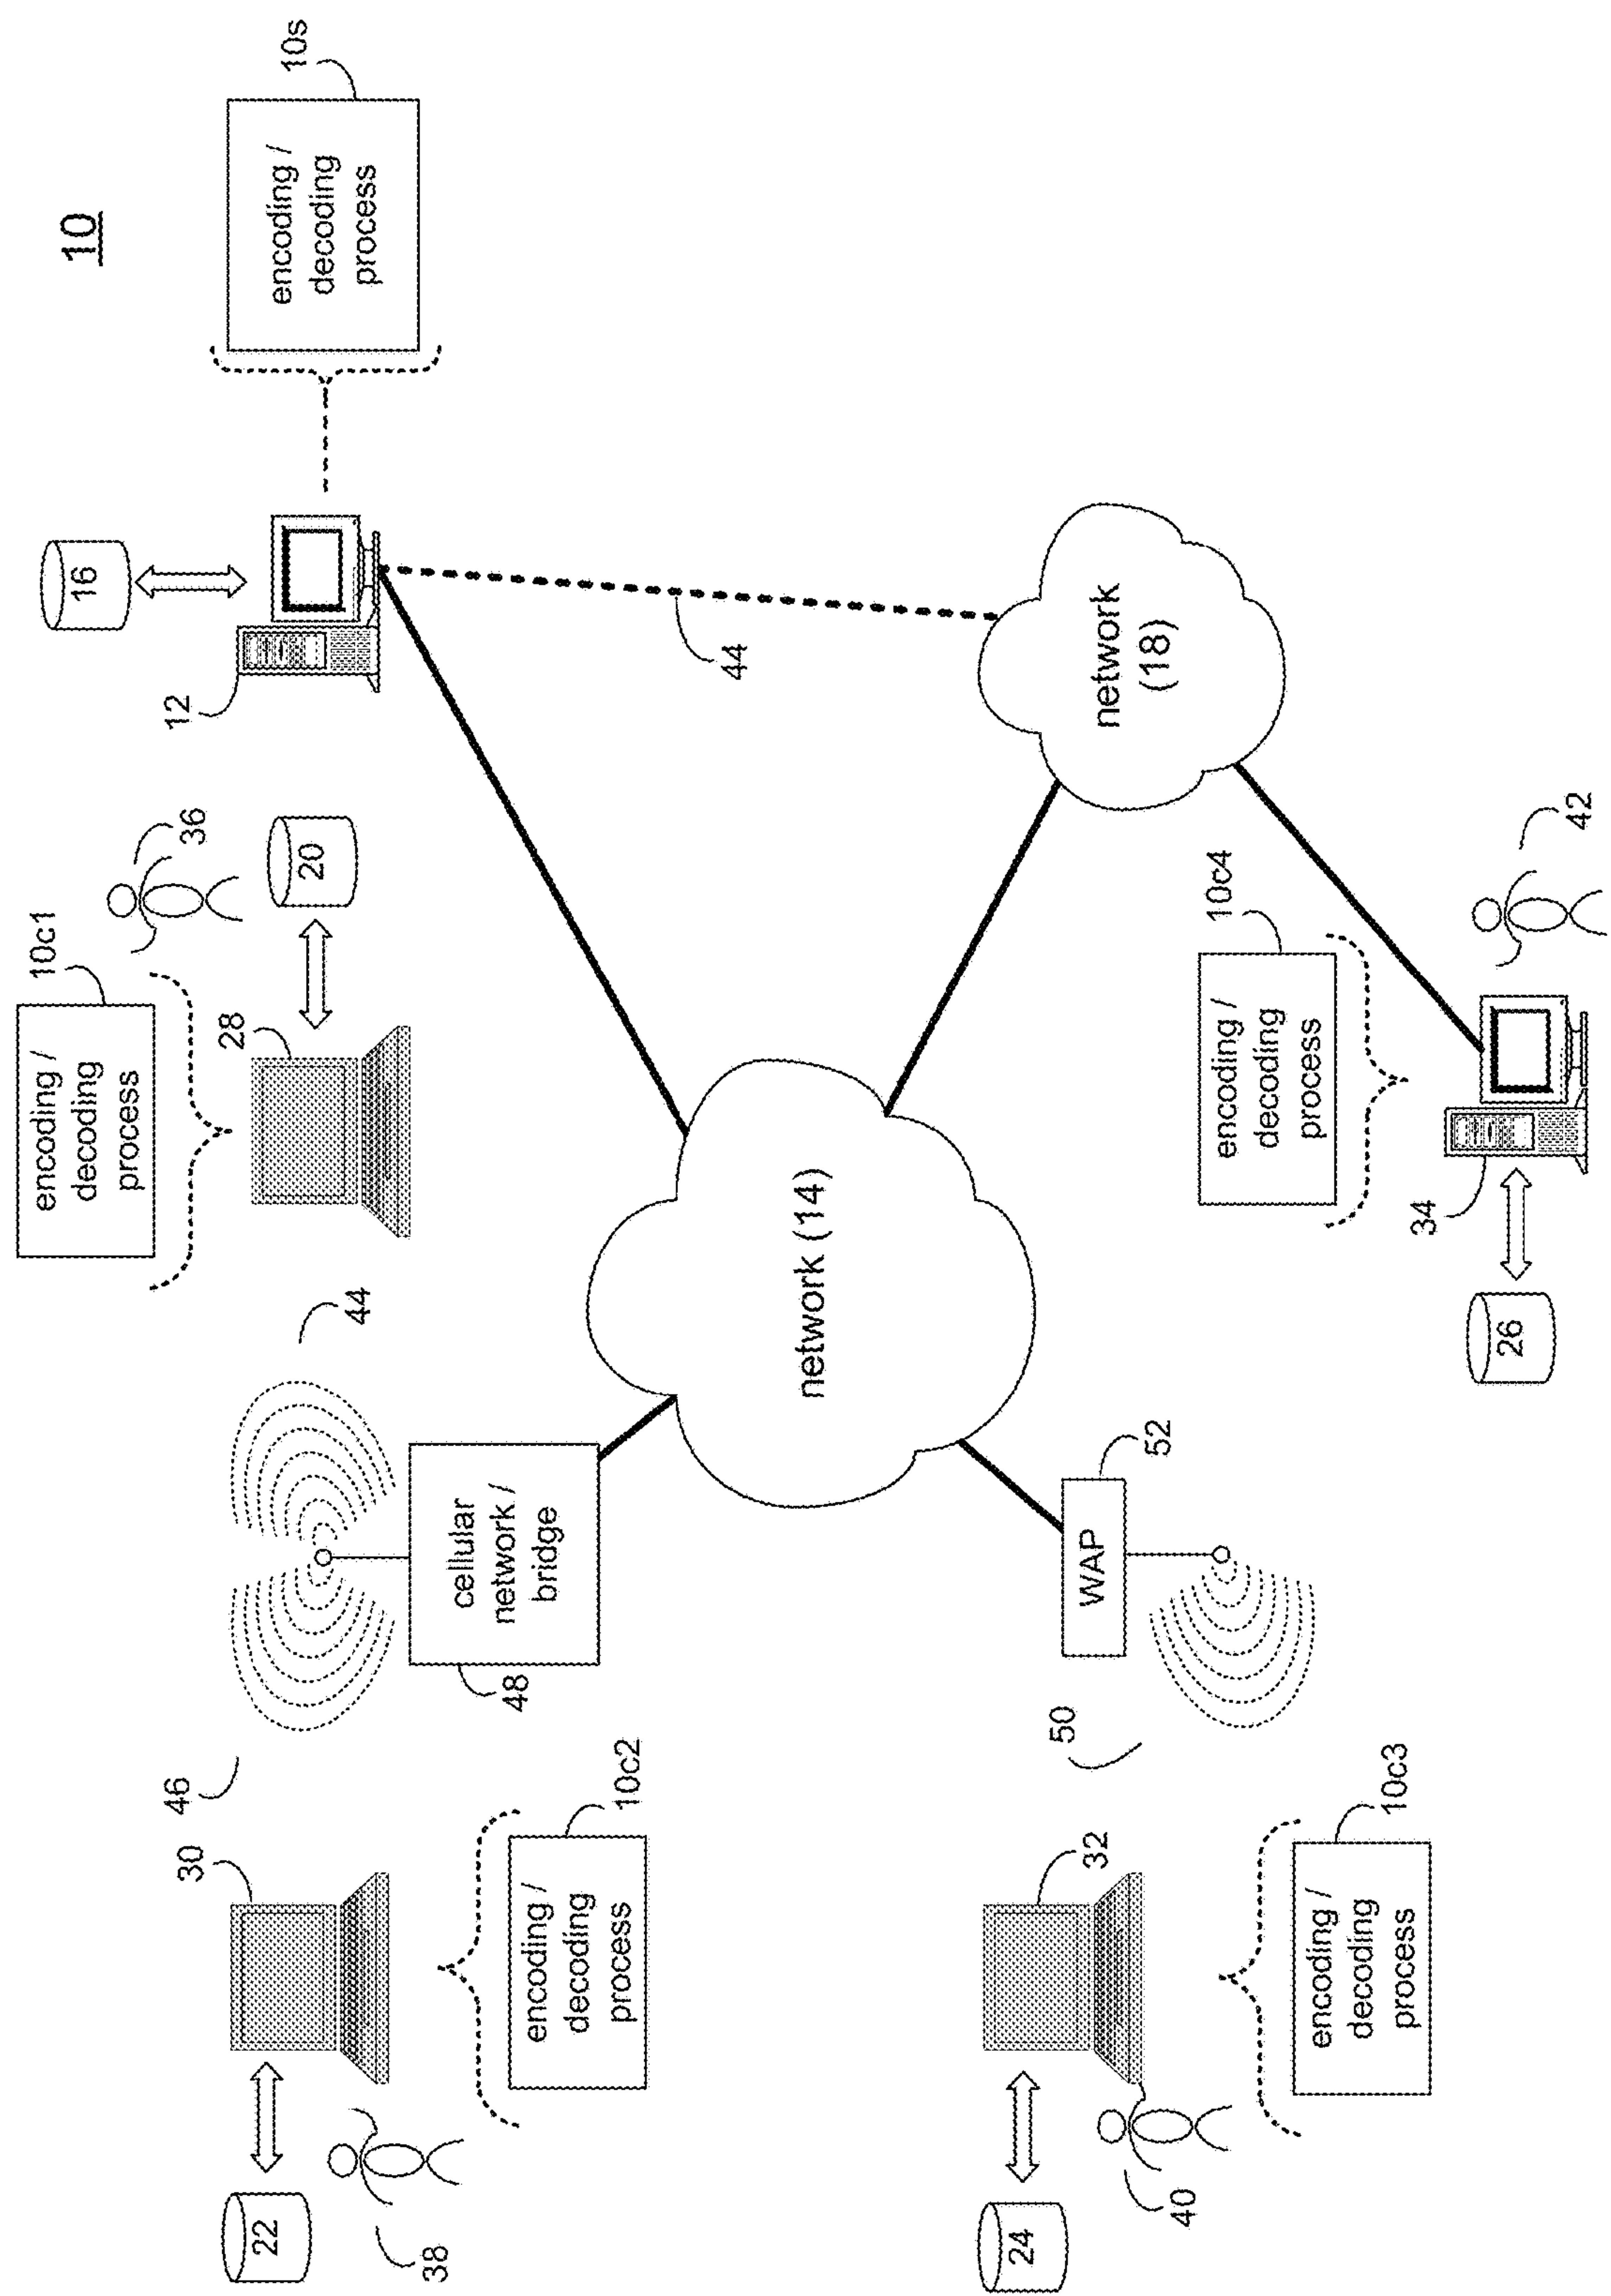 10
10s
encoding /
decoding
process
16
12
36
20
10c1
encoding /
decoding
process
28
44
44
network
(18)
network (14)
42
10c4
encoding /
decoding
process
34
26
cellular
network /
bridge
48
46
WAP
52
50
30
22
38
10c2
encoding /
decoding
process
32
24
40
10c3
encoding /
decoding
process